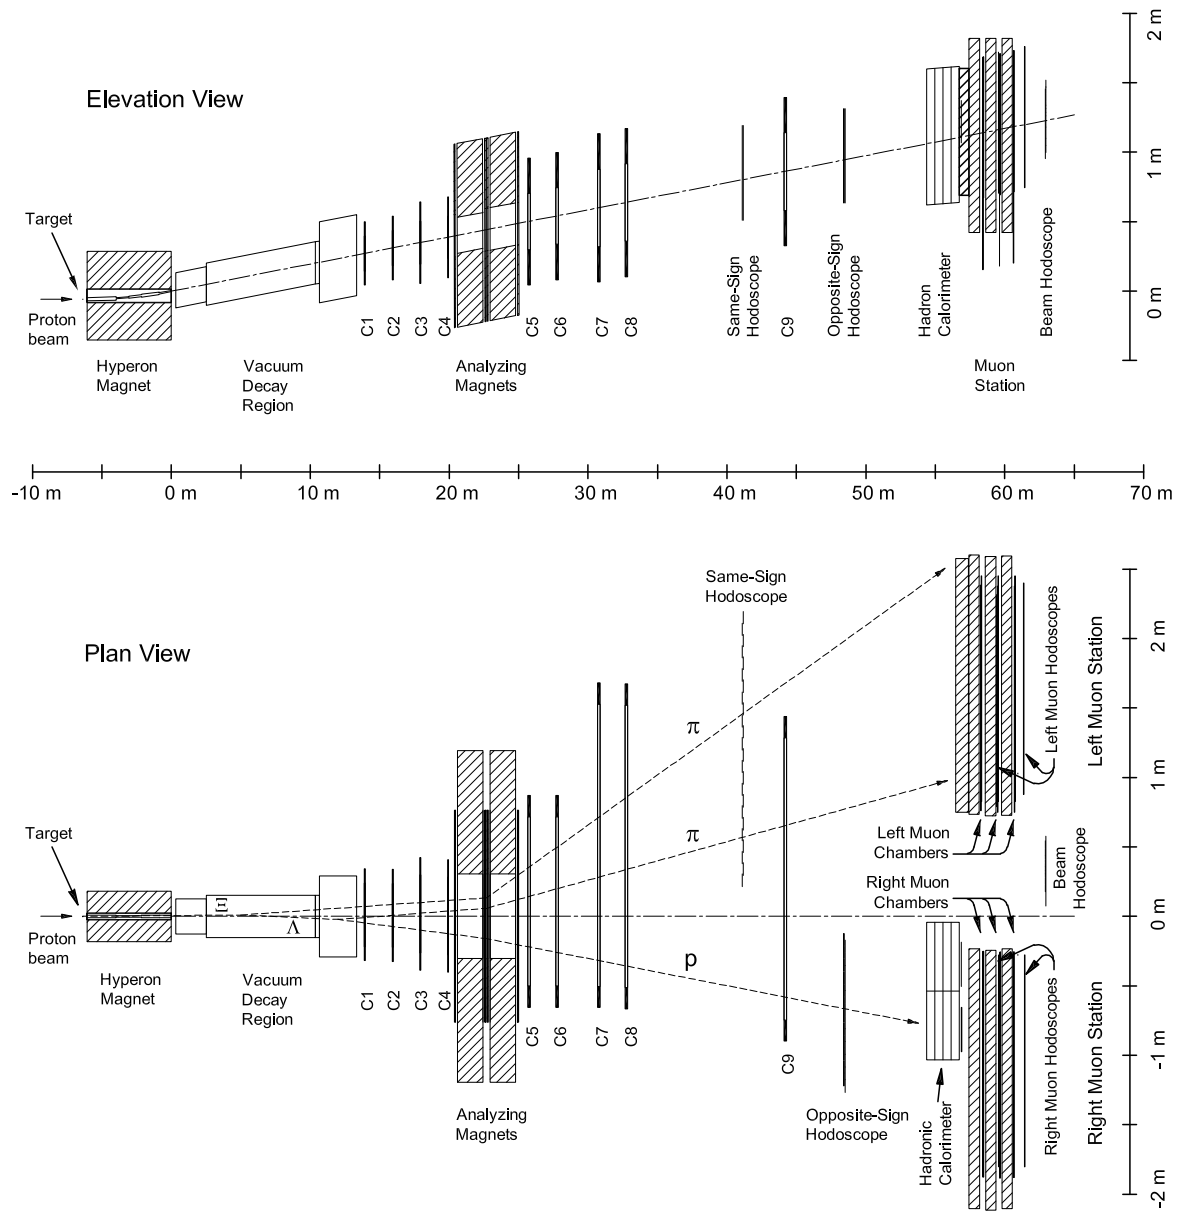 Elevation View
2 m
1 m
0 m
Target
Proton
beam
Hyperon
Magnet
Vacuum
Decay
Region
C1
C2
C3
C4
Analyzing
Magnets
C5
C6
C7
C8
Same-Sign
Hodoscope
C9
Opposite-Sign
Hodoscope
Hadron
Calorimeter
Muon
Station
Beam Hodoscope
-10 m
0 m
10 m
20 m
30 m
40 m
50 m
60 m
70 m
Plan View
Same-Sign
Hodoscope
π
π
p
Ξ
Λ
Target
Proton
beam
Hyperon
Magnet
Vacuum
Decay
Region
C1
C2
C3
C4
Analyzing
Magnets
C5
C6
C7
C8
C9
Opposite-Sign
Hodoscope
Hadronic
Calorimeter
Left Muon
Chambers
Right Muon
Chambers
Beam
Hodoscope
Left Muon Hodoscopes
Left Muon Station
Right Muon Hodoscopes
Right Muon Station
2 m
1 m
0 m
-1 m
-2 m